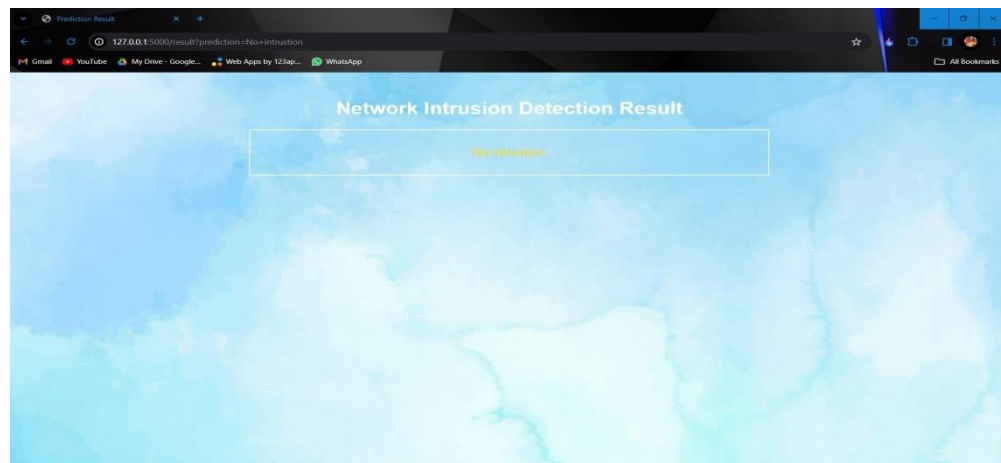 Prediction Result
127.0.0.1:5000/result?prediction=No+intrustion
Gmail YouTube My Drive - Google... Web Apps by 123ap... WhatsApp All Bookmarks
Network Intrusion Detection Result
No intrustion